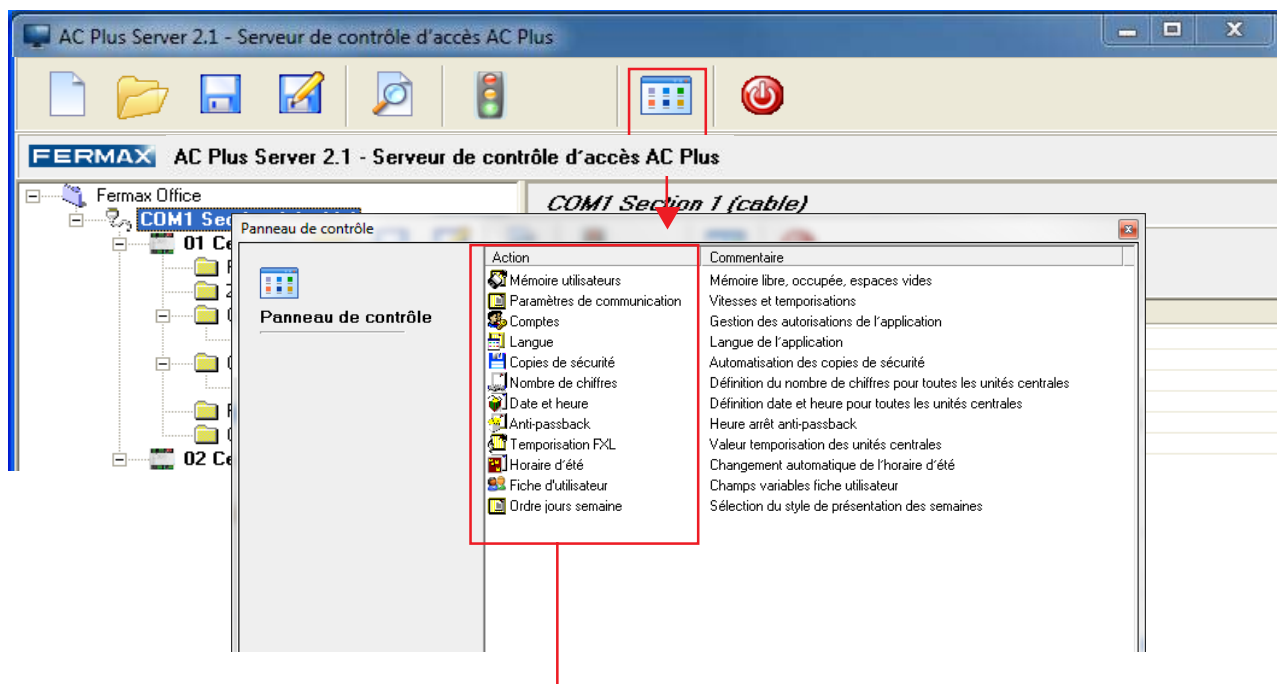 AC Plus Server 2.1 - Serveur de contrôle d'accès AC Plus
FERMAX AC Plus Server 2.1 - Serveur de contrôle d'accès AC Plus
Fermax Office
COM1 Section 1 (cable)
COM1
01
02
Panneau de contrôle
Panneau de contrôle
Action Commentaire
Mémoire utilisateurs Mémoire libre, occupée, espaces vides
Paramètres de communication Vitesses et temporisations
Comptes Gestion des autorisations de l'application
Langue Langue de l'application
Copies de sécurité Automatisation des copies de sécurité
Nombre de chiffres Définition du nombre de chiffres pour toutes les unités centrales
Date et heure Définition date et heure pour toutes les unités centrales
Anti-passback Heure arrêt anti-passback
Temporisation FXL Valeur temporisation des unités centrales
Horaire d'été Changement automatique de l'horaire d'été
Fiche d'utilisateur Champs variables fiche utilisateur
Ordre jours semaine Sélection du style de présentation des semaines